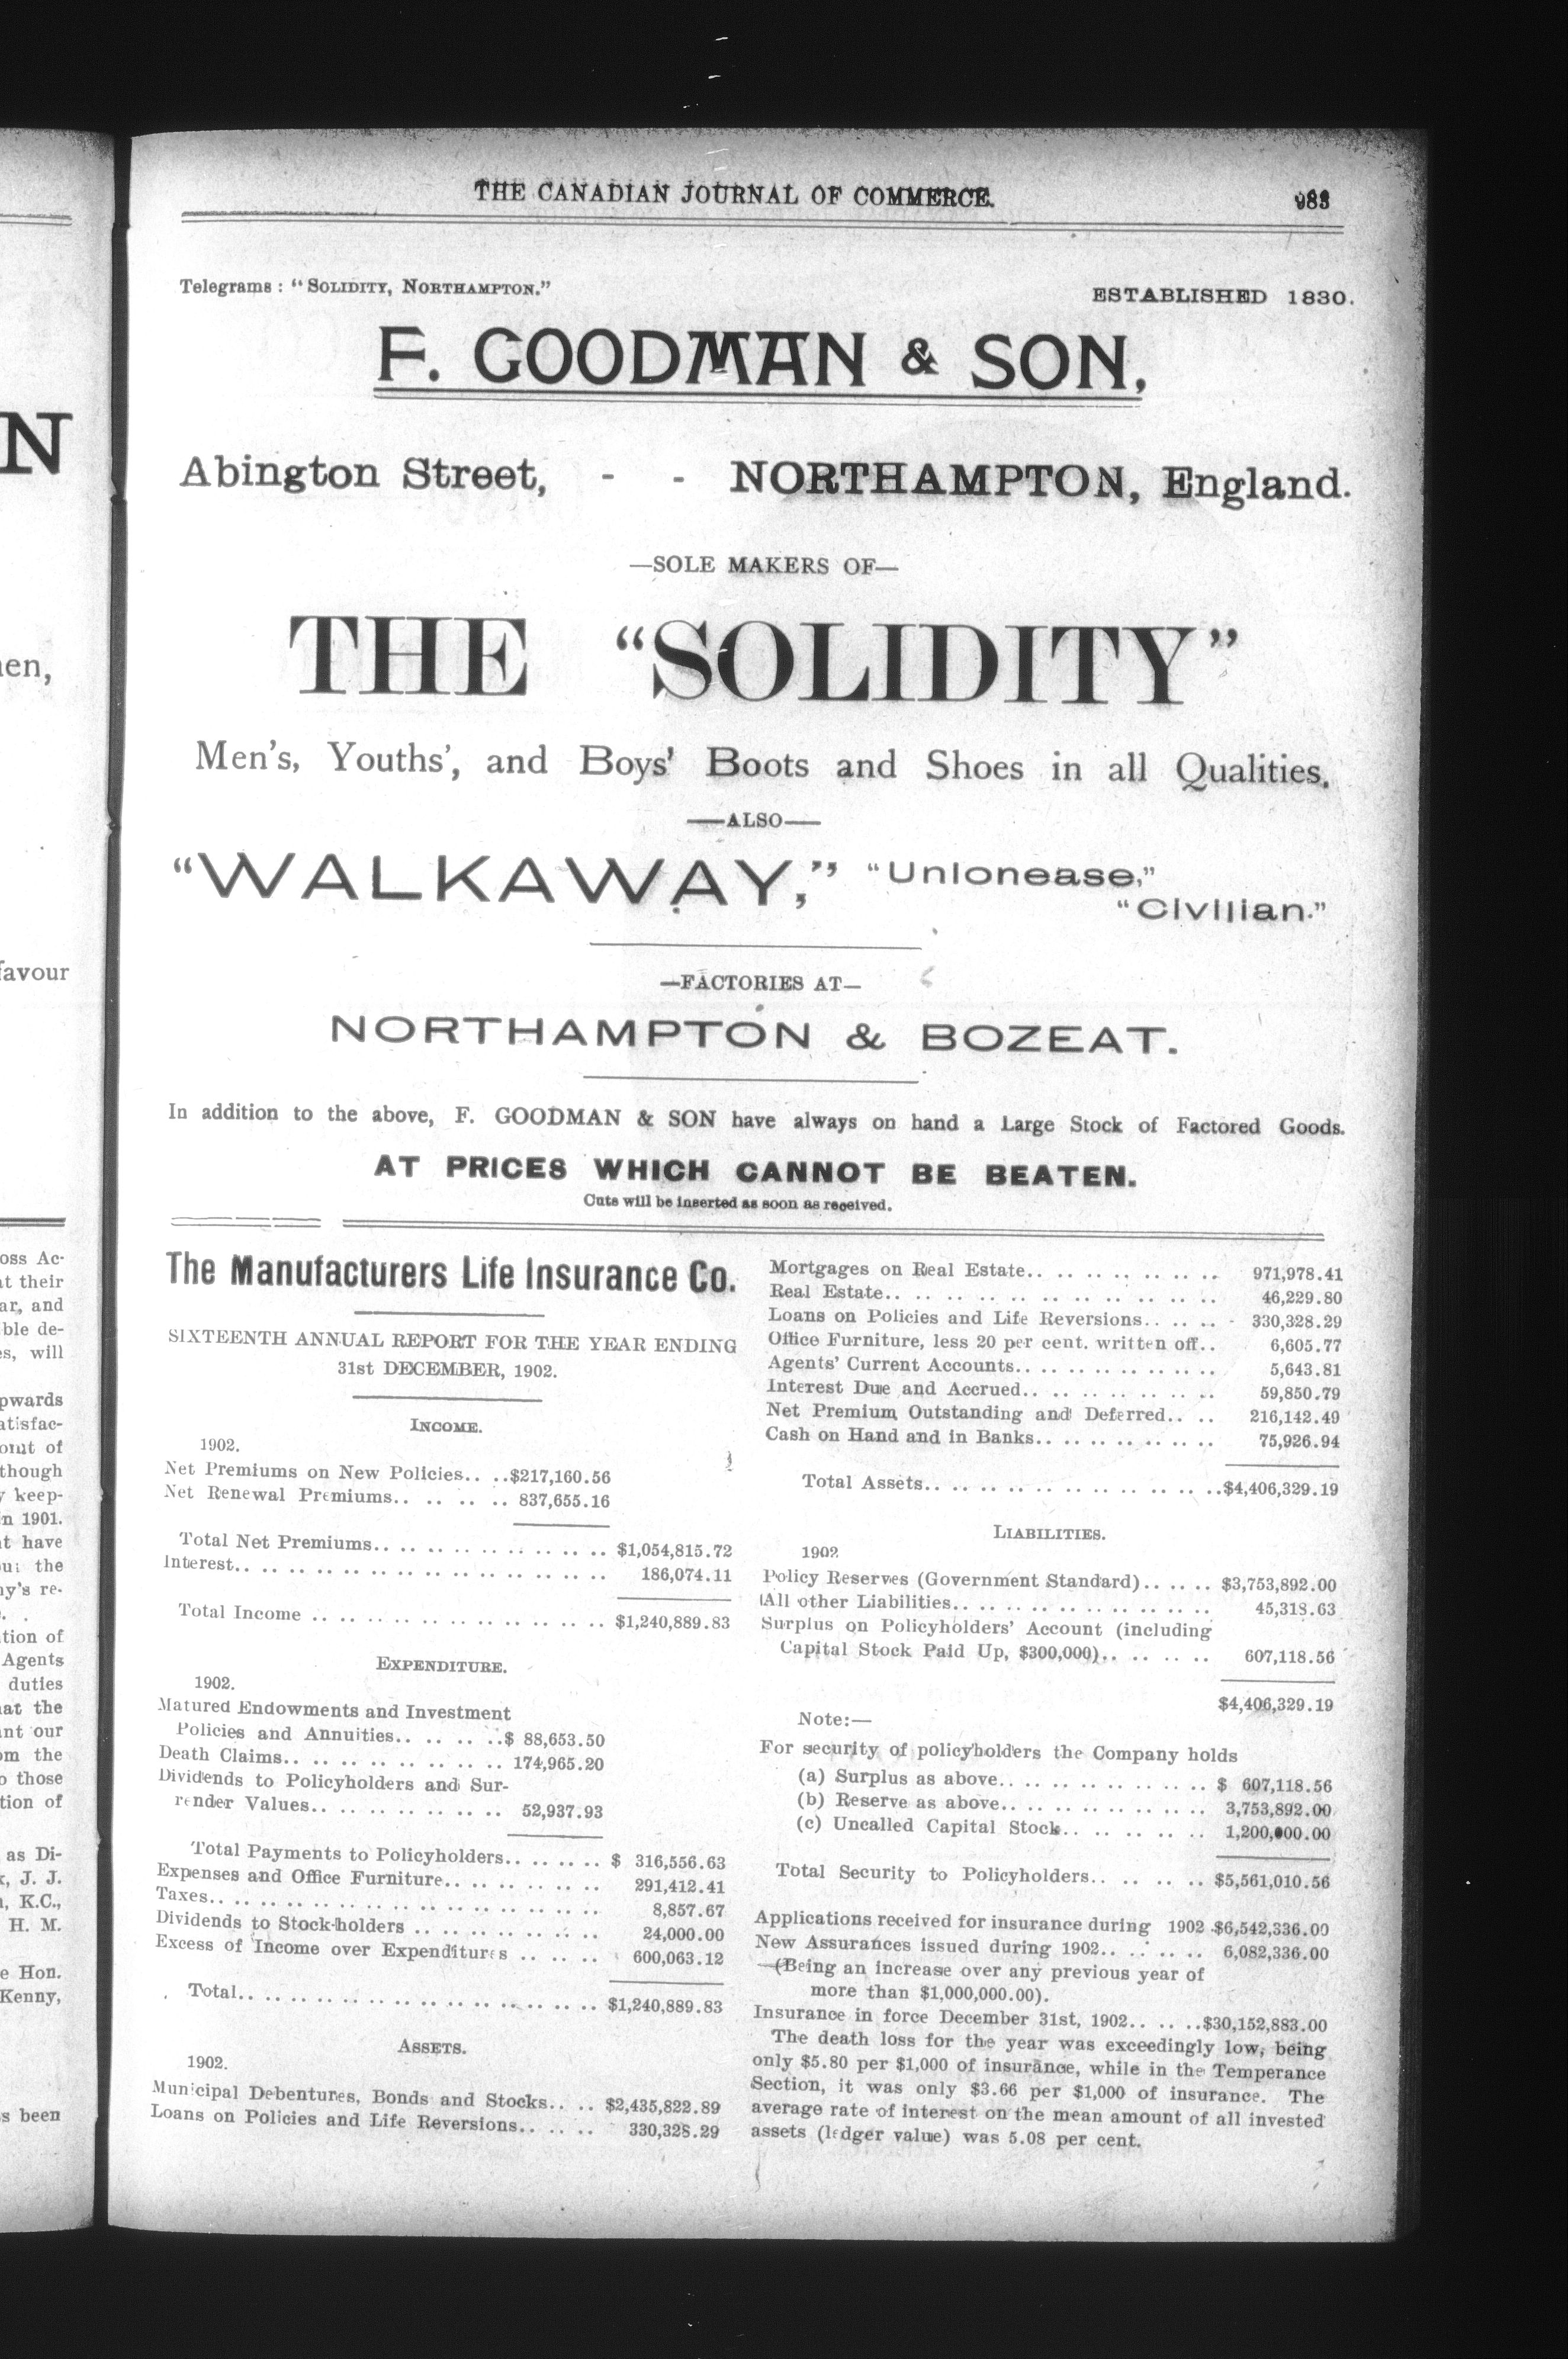 THE CANADIAN JOURNAL OF COMMERCE.
Telegrams : "SOLIDITY, NORTHAMPTON."
ESTABLISHED 1830.
F. GOODMAN & SON,
Abington Street, - - NORTHAMPTON, England.
—SOLE MAKERS OF—
THE "SOLIDITY"
Men's, Youths', and Boys' Boots and Shoes in all Qualities.
—ALSO—
"WALKAWAY," "Unionease,"
"Civilian."
—FACTORIES AT—
NORTHAMPTON & BOZEAT.
In addition to the above, F. GOODMAN & SON have always on hand a Large Stock of Factored Goods.
AT PRICES WHICH CANNOT BE BEATEN.
Cuts will be inserted as soon as received.
The Manufacturers Life Insurance Co.
SIXTEENTH ANNUAL REPORT FOR THE YEAR ENDING
31st DECEMBER, 1902.
INCOME.
1902.
Net Premiums on New Policies.. ..$217,160.56
Net Renewal Premiums.. .. .. .. 837,655.16
Total Net Premiums.. .. .. .. .. .. .. .. .. $1,054,815.72
Interest.. .. .. .. .. .. .. .. .. .. .. .. .. .. 186,074.11
Total Income .. .. .. .. .. .. .. .. .. .. .. $1,240,889.83
EXPENDITURE.
1902.
Matured Endowments and Investment
Policies and Annuities.. .. .. ..$ 88,653.50
Death Claims.. .. .. .. .. .. .. .. 174,965.20
Dividends to Policyholders and Sur-
render Values.. .. .. .. .. .. .. 52,937.93
Total Payments to Policyholders.. .. .. .. $ 316,556.63
Expenses and Office Furniture.. .. .. .. .. .. 291,412.41
Taxes.. .. .. .. .. .. .. .. .. .. .. .. .. .. .. 8,857.67
Dividends to Stock-holders .. .. .. .. .. .. .. 24,000.00
Excess of Income over Expenditures .. .. .. 600,063.12
Total.. .. .. .. .. .. .. .. .. .. .. .. .. .. $1,240,889.83
ASSETS.
1902.
Municipal Debentures, Bonds and Stocks.. .. $2,435,822.89
Loans on Policies and Life Reversions.. .. .. 330,328.29
Mortgages on Real Estate.. .. .. .. .. .. .. .. 971,978.41
Real Estate.. .. .. .. .. .. .. .. .. .. .. .. 46,229.80
Loans on Policies and Life Reversions.. .. .. - 330,328.29
Office Furniture, less 20 per cent. written off.. 6,605.77
Agents' Current Accounts.. .. .. .. .. .. .. .. 5,643.81
Interest Due and Accrued.. .. .. .. .. .. .. .. 59,850.79
Net Premium Outstanding and Deferred.. .. 216,142.49
Cash on Hand and in Banks.. .. .. .. .. .. .. 75,926.94
Total Assets.. .. .. .. .. .. .. .. .. .. .. ..$4,406,329.19
LIABILITIES.
1902
Policy Reserves (Government Standard).. .. .. $3,753,892.00
All other Liabilities.. .. .. .. .. .. .. .. .. .. 45,318.63
Surplus on Policyholders' Account (including
Capital Stock Paid Up, $300,000).. .. .. .. 607,118.56
$4,406,329.19
Note:—
For security of policyholders the Company holds
(a) Surplus as above.. .. .. .. .. .. .. .. .. $ 607,118.56
(b) Reserve as above.. .. .. .. .. .. .. .. .. 3,753,892.00
(c) Uncalled Capital Stock.. .. .. .. .. .. 1,200,000.00
Total Security to Policyholders.. .. .. .. $5,561,010.56
Applications received for insurance during 1902 .$6,542,336.00
New Assurances issued during 1902.. .. .. .. 6,082,336.00
(Being an increase over any previous year of
more than $1,000,000.00).
Insurance in force December 31st, 1902.. .. ..$30,152,883.00
The death loss for the year was exceedingly low, being
only $5.80 per $1,000 of insurance, while in the Temperance
Section, it was only $3.66 per $1,000 of insurance. The
average rate of interest on the mean amount of all invested
assets (ledger value) was 5.08 per cent.